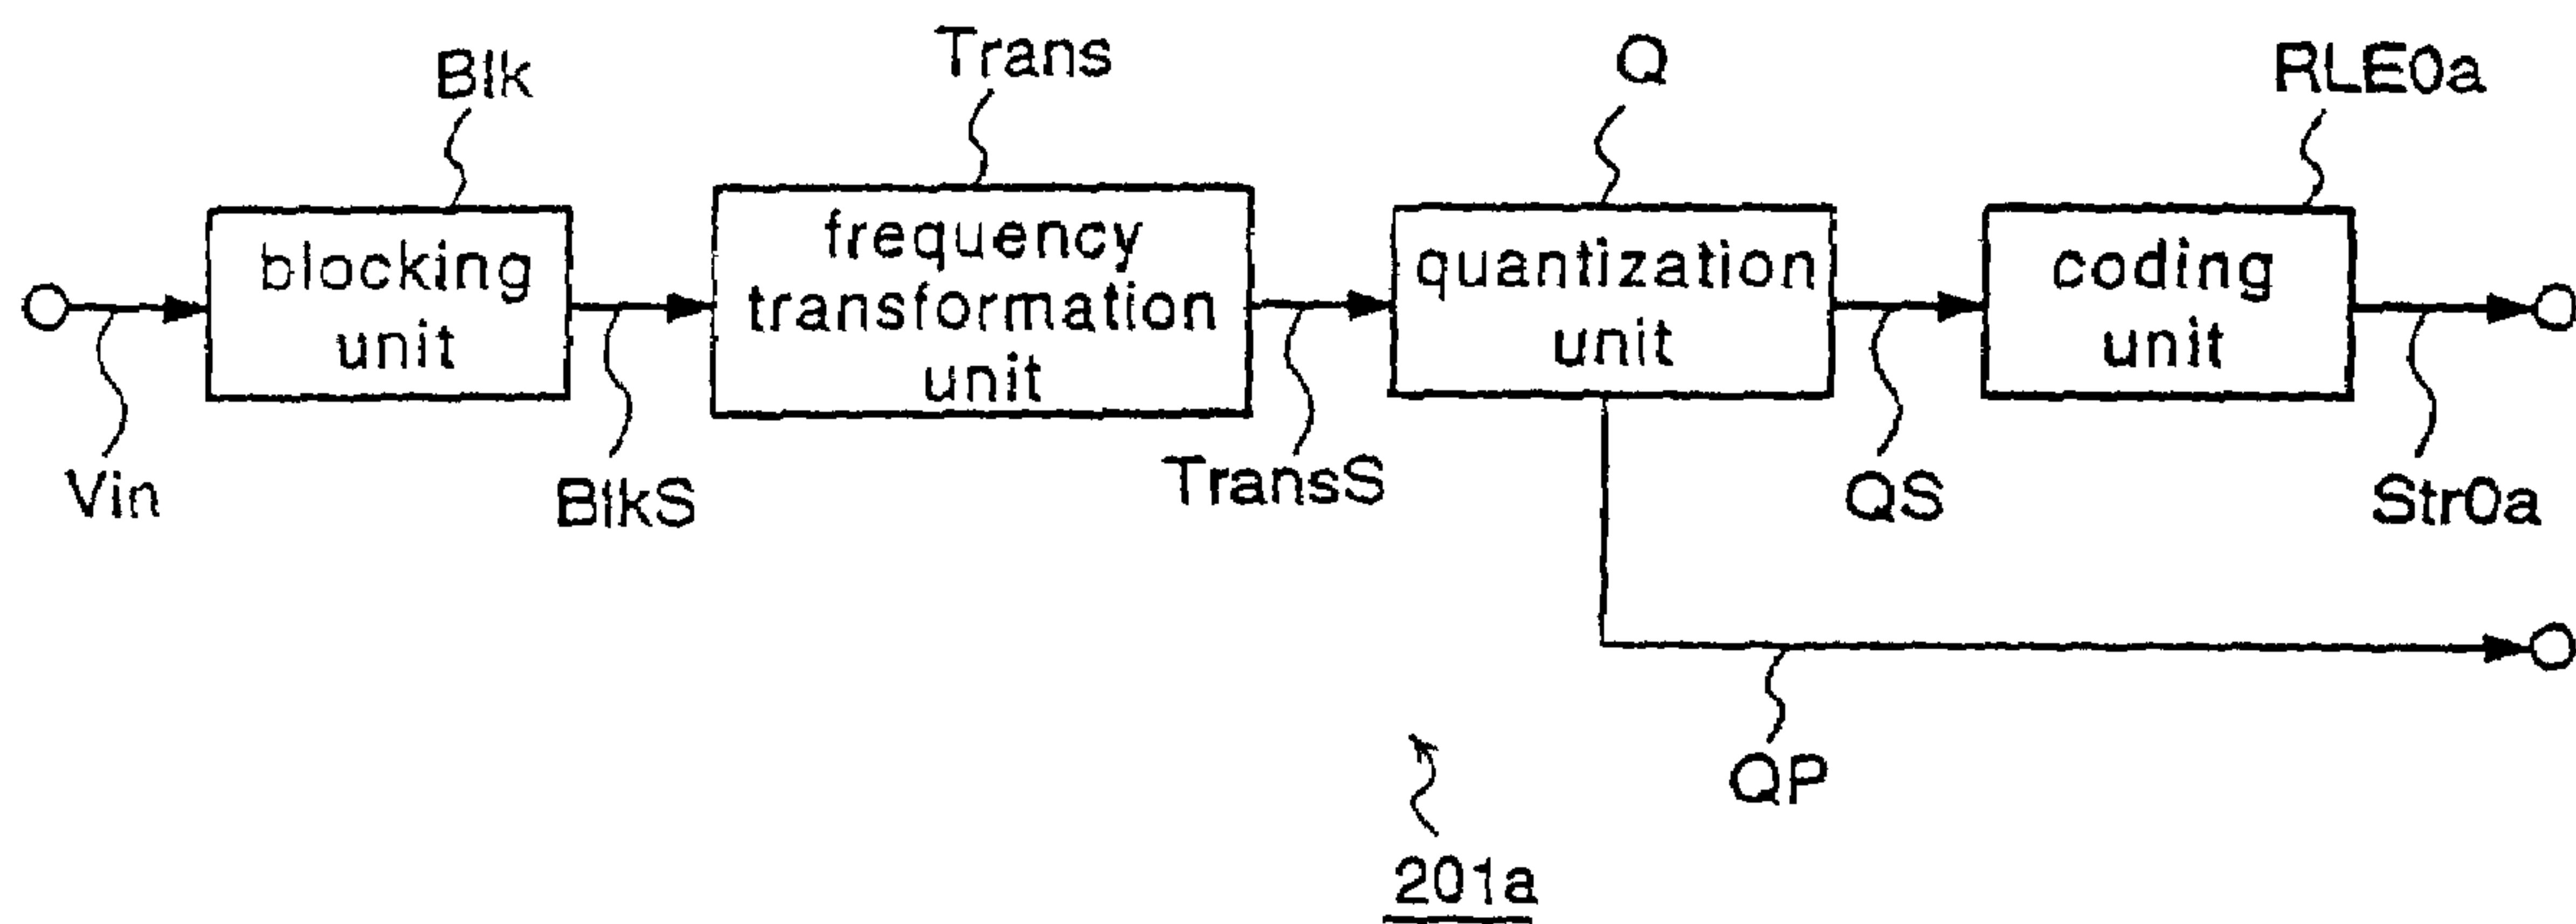 Blk
Trans
Q
RLE0a
blocking
unit
frequency
transformation
unit
quantization
unit
coding
unit
Vin
BlkS
TransS
QS
Str0a
QP
201a